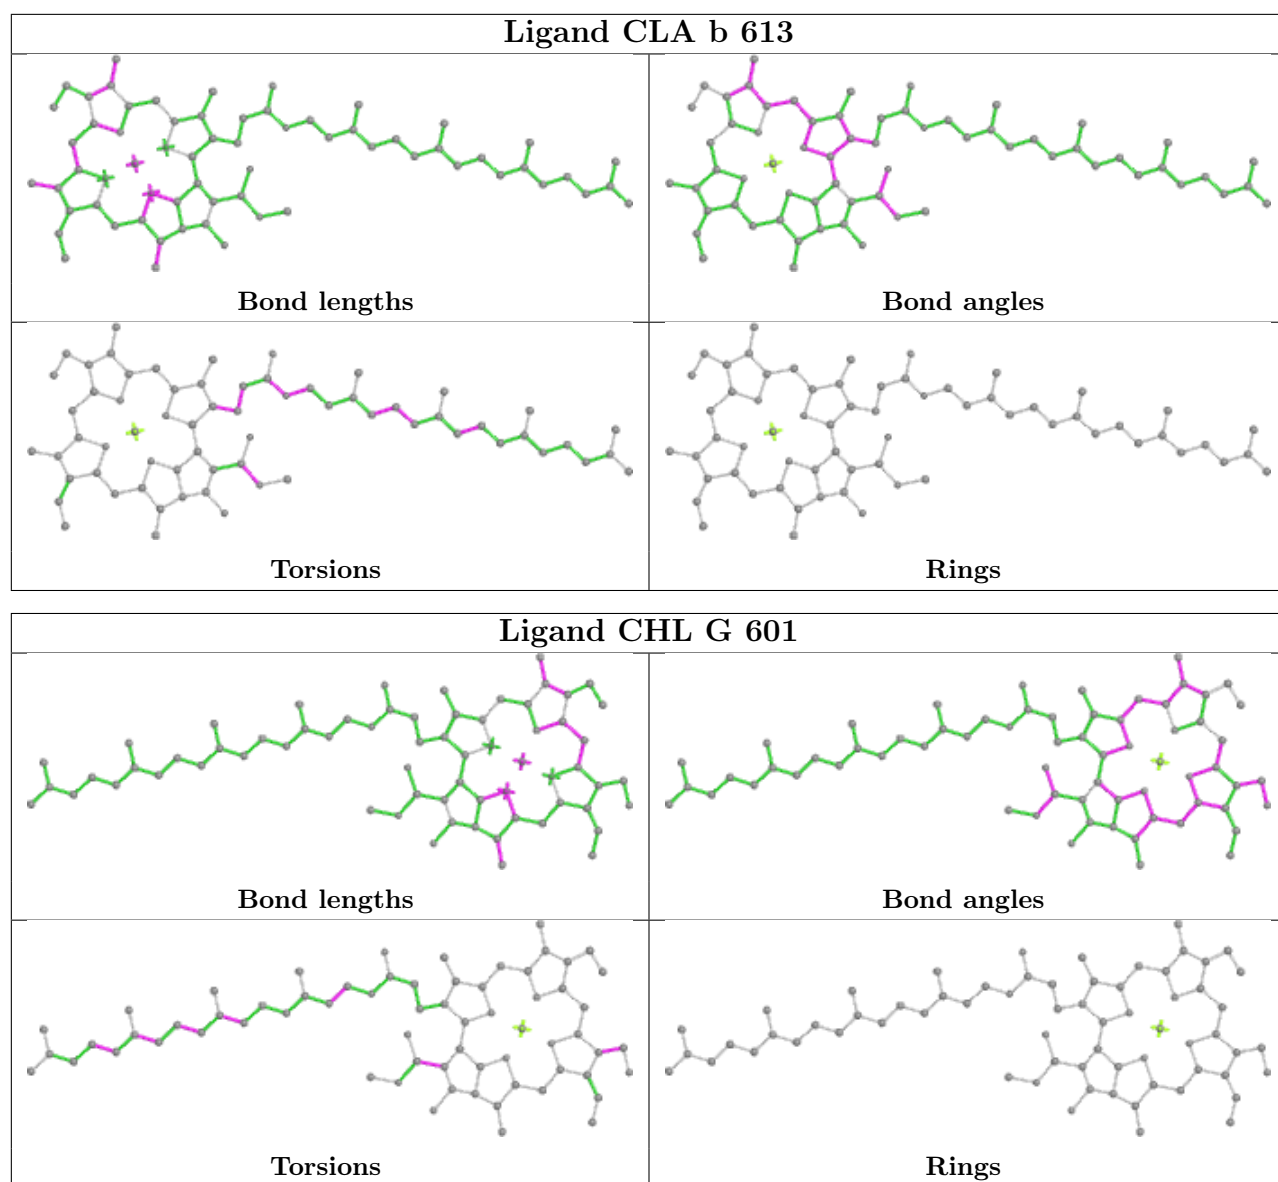 Ligand CLA b 613
Bond lengths
Bond angles
Torsions
Rings
Ligand CHL G 601
Bond lengths
Bond angles
Torsions
Rings